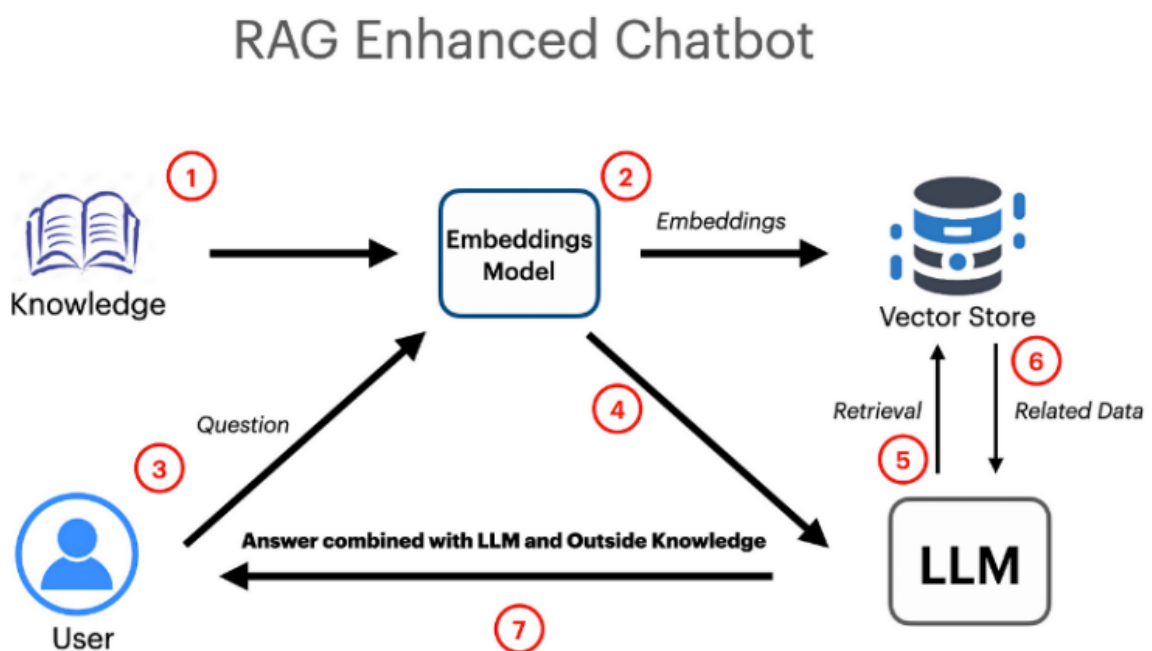 RAG Enhanced Chatbot
1
2
Embeddings
Embeddings
Model
Knowledge
Vector Store
6
4
Retrieval
Related Data
Question
5
3
Answer combined with LLM and Outside Knowledge
LLM
7
User